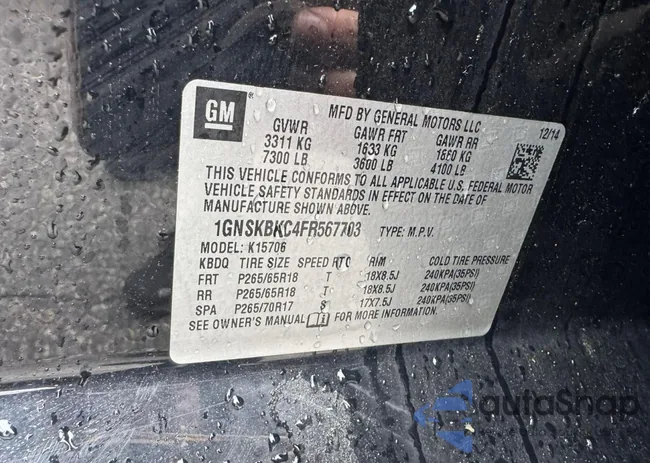 GM®
MFD BY GENERAL MOTORS LLC
GVWR GAWR FRT GAWR RR 12/14
3311 KG 1633 KG 1860 KG
7300 LB 3600 LB 4100 LB
THIS VEHICLE CONFORMS TO ALL APPLICABLE U.S. FEDERAL MOTOR
VEHICLE SAFETY STANDARDS IN EFFECT ON THE DATE OF
MANUFACTURE SHOWN ABOVE.
1GNSKBKC4FR567703 TYPE: M.P.V.
MODEL: K15706
KBDQ TIRE SIZE SPEED RTG RIM COLD TIRE PRESSURE
FRT P265/65R18 T 18X8.5J 240KPA(35PSI)
RR P265/65R18 T 18X8.5J 240KPA(35PSI)
SPA P265/70R17 S 17X7.5J 240KPA(35PSI)
SEE OWNER'S MANUAL FOR MORE INFORMATION.
autoSnap